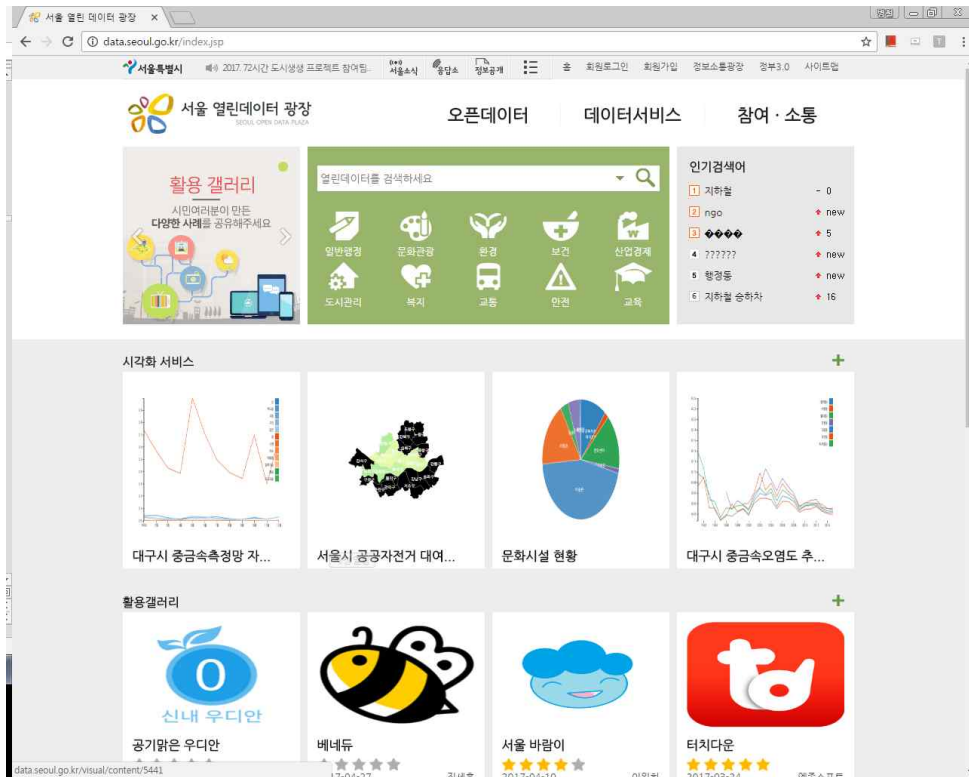 서울 열린 데이터 광장
data.seoul.go.kr/index.jsp
서울특별시 2017. 72시간 도시생생 프로젝트 참여팀.. 서울소식 응답소 정보공개 홈 회원로그인 회원가입 정보소통광장 정부3.0 사이트맵
서울 열린데이터 광장
SEOUL OPEN DATA PLAZA
오픈데이터 데이터서비스 참여 · 소통
활용 갤러리
시민여러분이 만든
다양한 사례를 공유해주세요
열린데이터를 검색하세요
일반행정 문화관광 환경 보건 산업경제
도시관리 복지 교통 안전 교육
인기검색어
1 지하철 - 0
2 ngo new
3 ���� 5
4 ?????? new
5 행정동 new
6 지하철 승하차 16
시각화 서비스 +
대구시 중금속측정망 자... 서울시 공공자전거 대여... 문화시설 현황 대구시 중금속오염도 추...
활용갤러리 +
0
신내 우디안
td
공기맑은 우디안 베네듀 서울 바람이 터치다운
data.seoul.go.kr/visual/content/5441
2017-04-10
2017-03-24